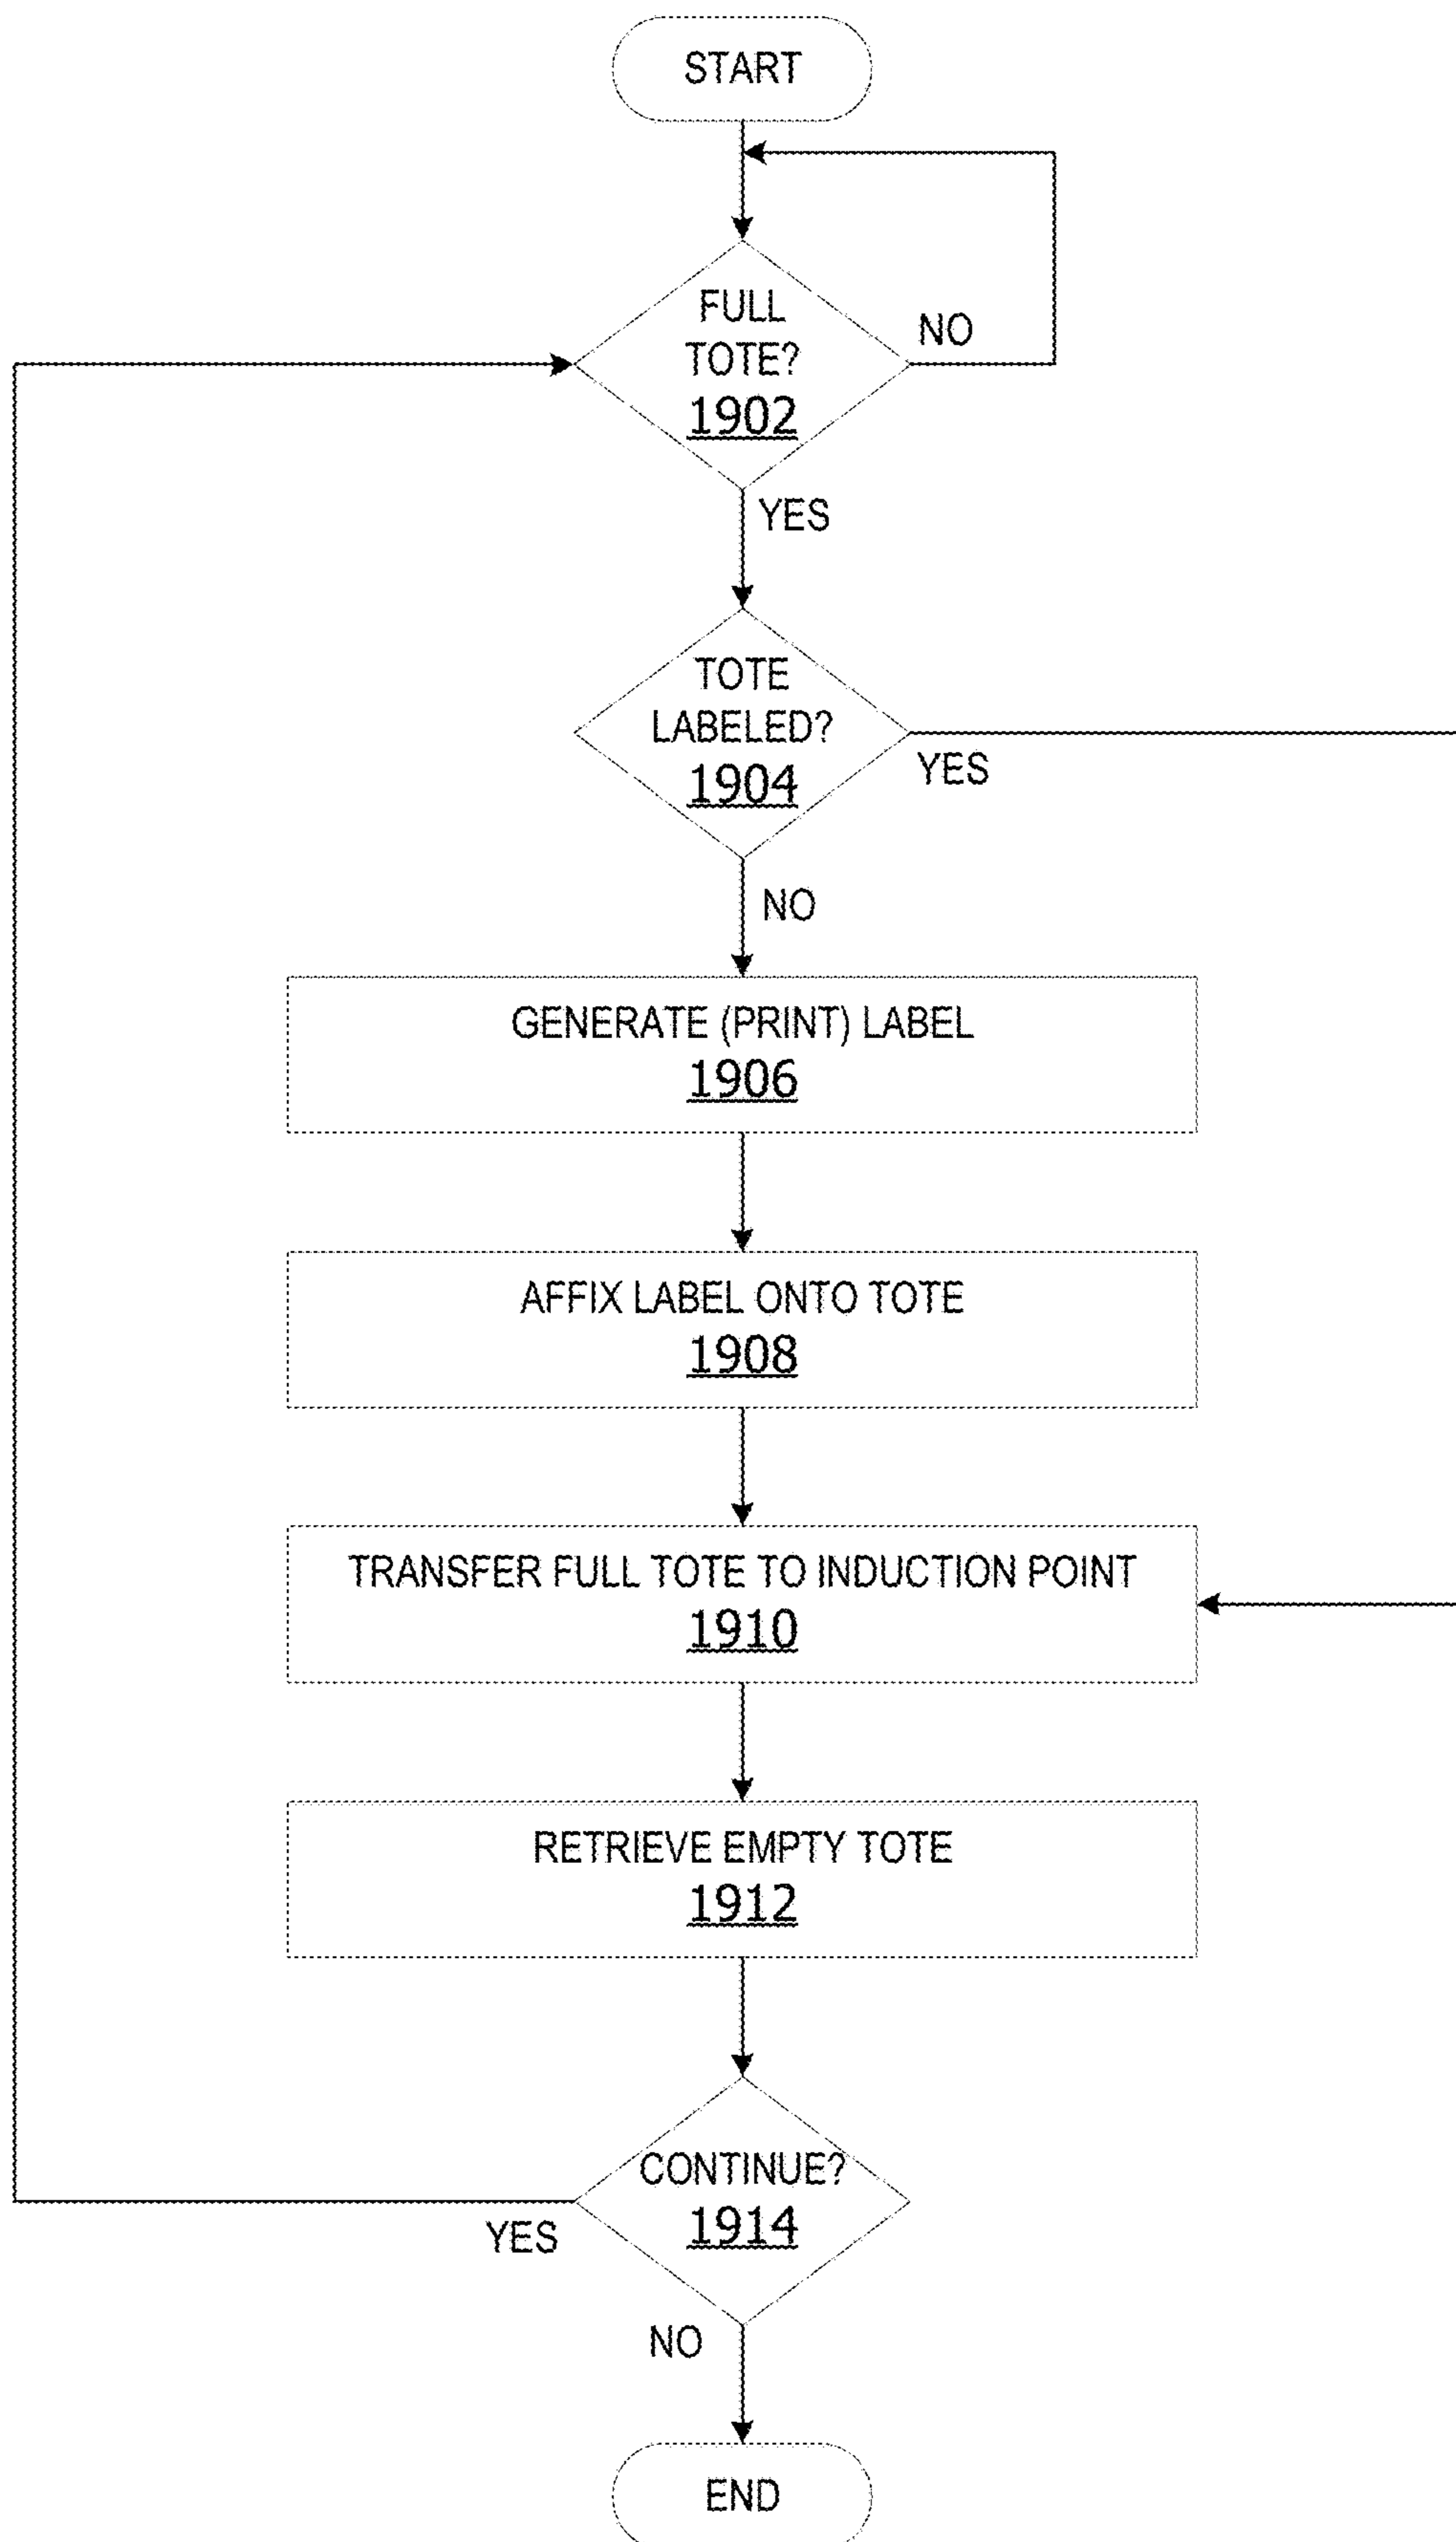 START
FULL
TOTE?
1902
NO
YES
TOTE
LABELED?
1904
YES
NO
GENERATE (PRINT) LABEL
1906
AFFIX LABEL ONTO TOTE
1908
TRANSFER FULL TOTE TO INDUCTION POINT
1910
RETRIEVE EMPTY TOTE
1912
CONTINUE?
1914
YES
NO
END